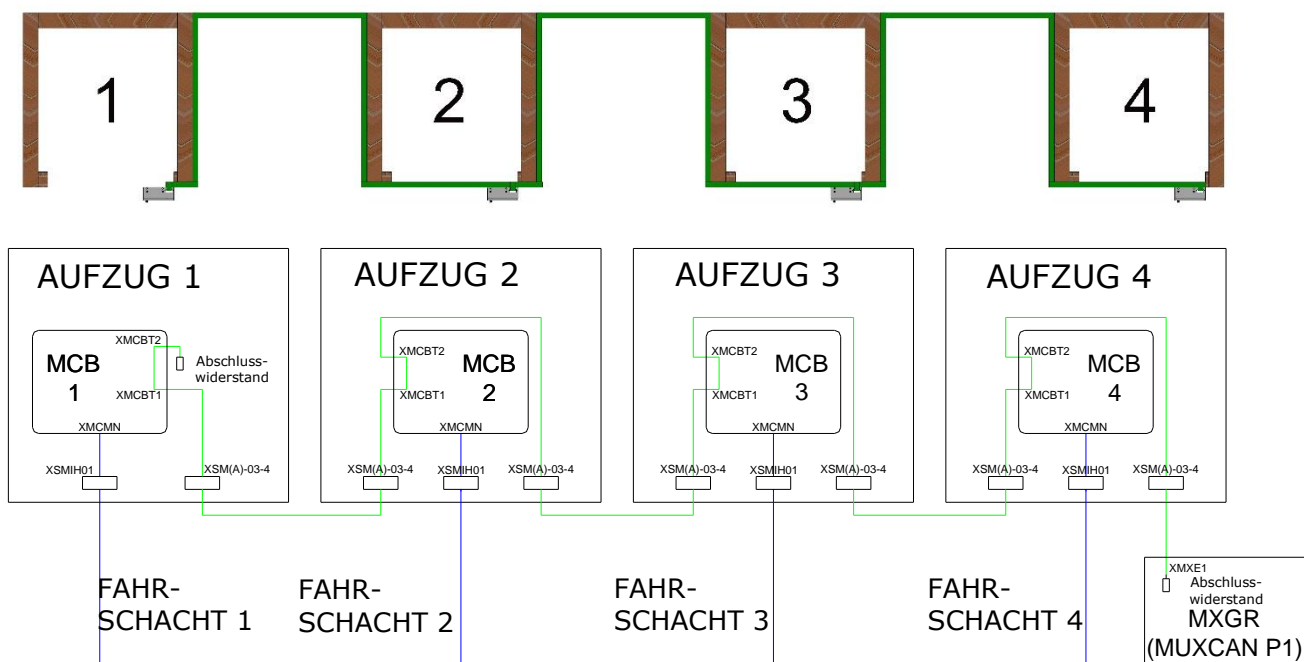 1
2
3
4
AUFZUG 1
XMCBT2
MCB
1
Abschluss-
widerstand
XMCBT1
XMCMN
XSMIH01
XSM(A)-03-4
AUFZUG 2
XMCBT2
MCB
2
XMCBT1
XMCMN
XSM(A)-03-4
XSMIH01
XSM(A)-03-4
AUFZUG 3
XMCBT2
MCB
3
XMCBT1
XMCMN
XSM(A)-03-4
XSMIH01
XSM(A)-03-4
AUFZUG 4
XMCBT2
MCB
4
XMCBT1
XMCMN
XSM(A)-03-4
XSMIH01
XSM(A)-03-4
FAHR-
SCHACHT 1
FAHR-
SCHACHT 2
FAHR-
SCHACHT 3
FAHR-
SCHACHT 4
XMXE1
Abschluss-
widerstand
MXGR
(MUXCAN P1)